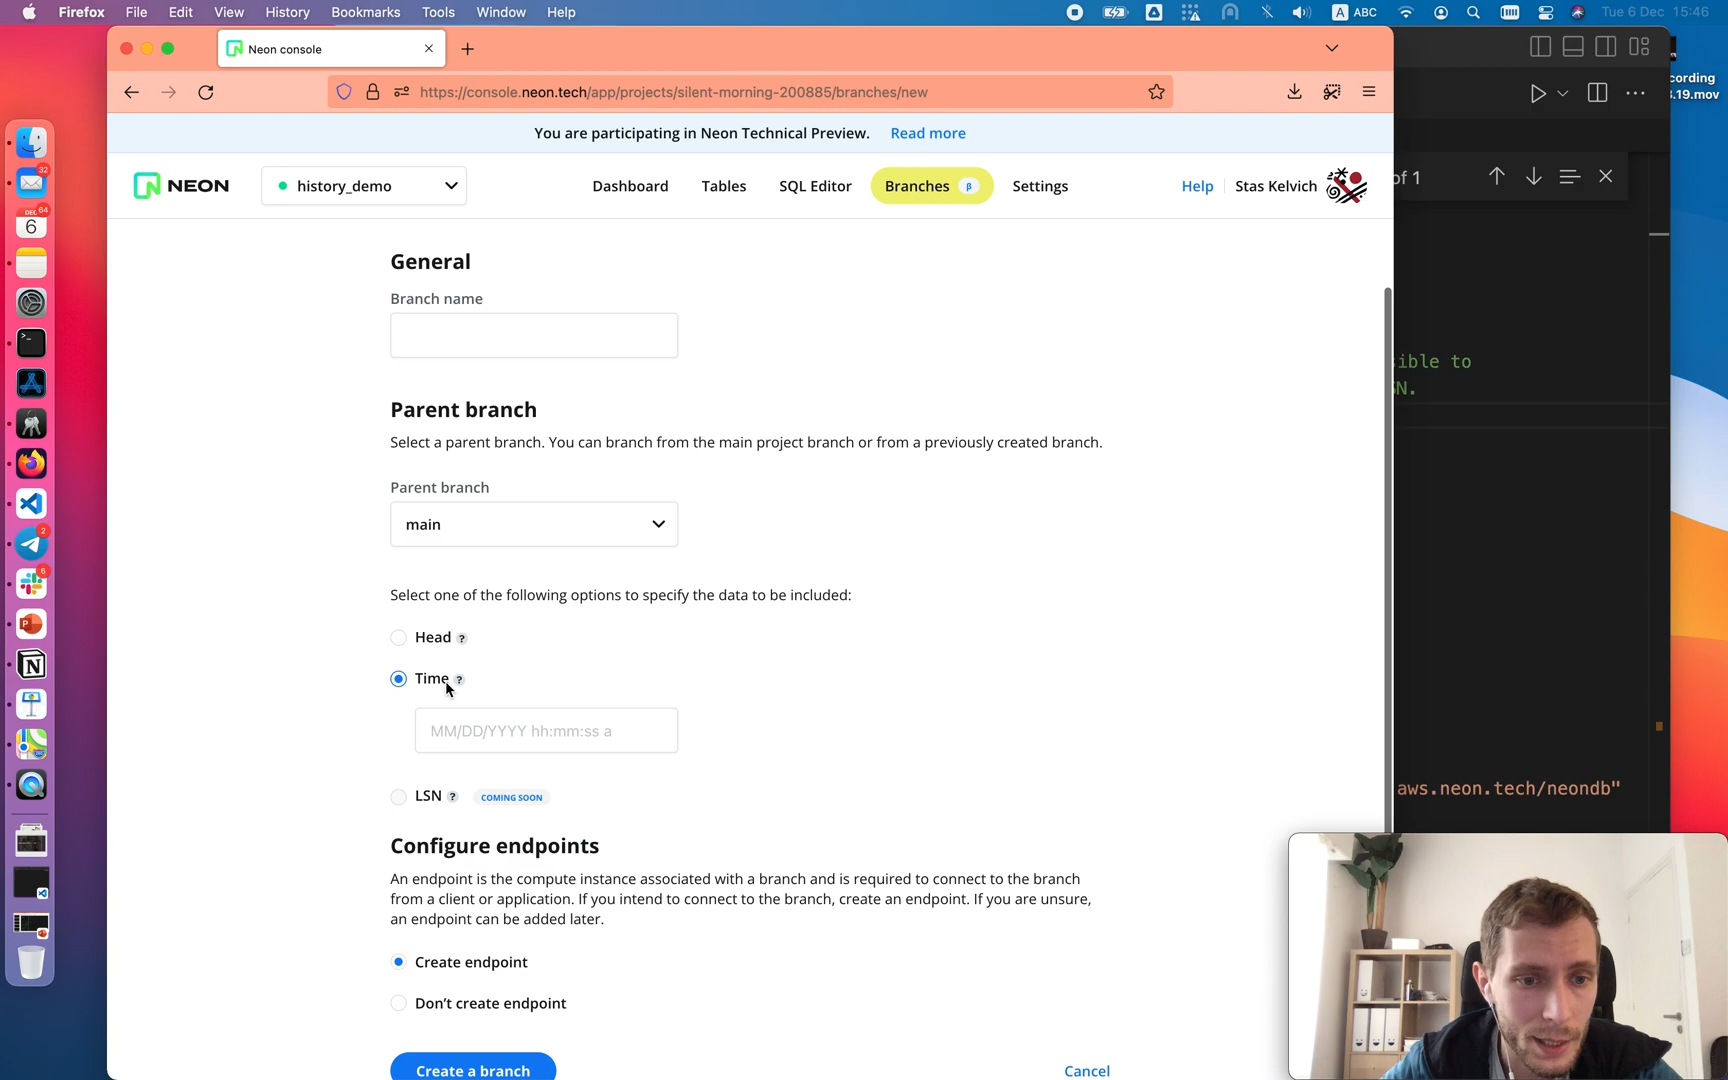 Firefox File Edit View History Bookmarks Tools Window Help
A ABC
Tue 6 Dec 15:46
Neon console
https://console.neon.tech/app/projects/silent-morning-200885/branches/new
cording
.19.mov
You are participating in Neon Technical Preview. Read more
NEON
history_demo
Dashboard
Tables
SQL Editor
Branches β
Settings
Help
Stas Kelvich
of 1
General
Branch name
Parent branch
Select a parent branch. You can branch from the main project branch or from a previously created branch.
Parent branch
main
Select one of the following options to specify the data to be included:
Head ?
Time ?
MM/DD/YYYY hh:mm:ss a
LSN ? COMING SOON
Configure endpoints
An endpoint is the compute instance associated with a branch and is required to connect to the branch
from a client or application. If you intend to connect to the branch, create an endpoint. If you are unsure,
an endpoint can be added later.
Create endpoint
Don't create endpoint
Create a branch
Cancel
ible to
N.
aws.neon.tech/neondb"
32
DEC 64
6
2
6